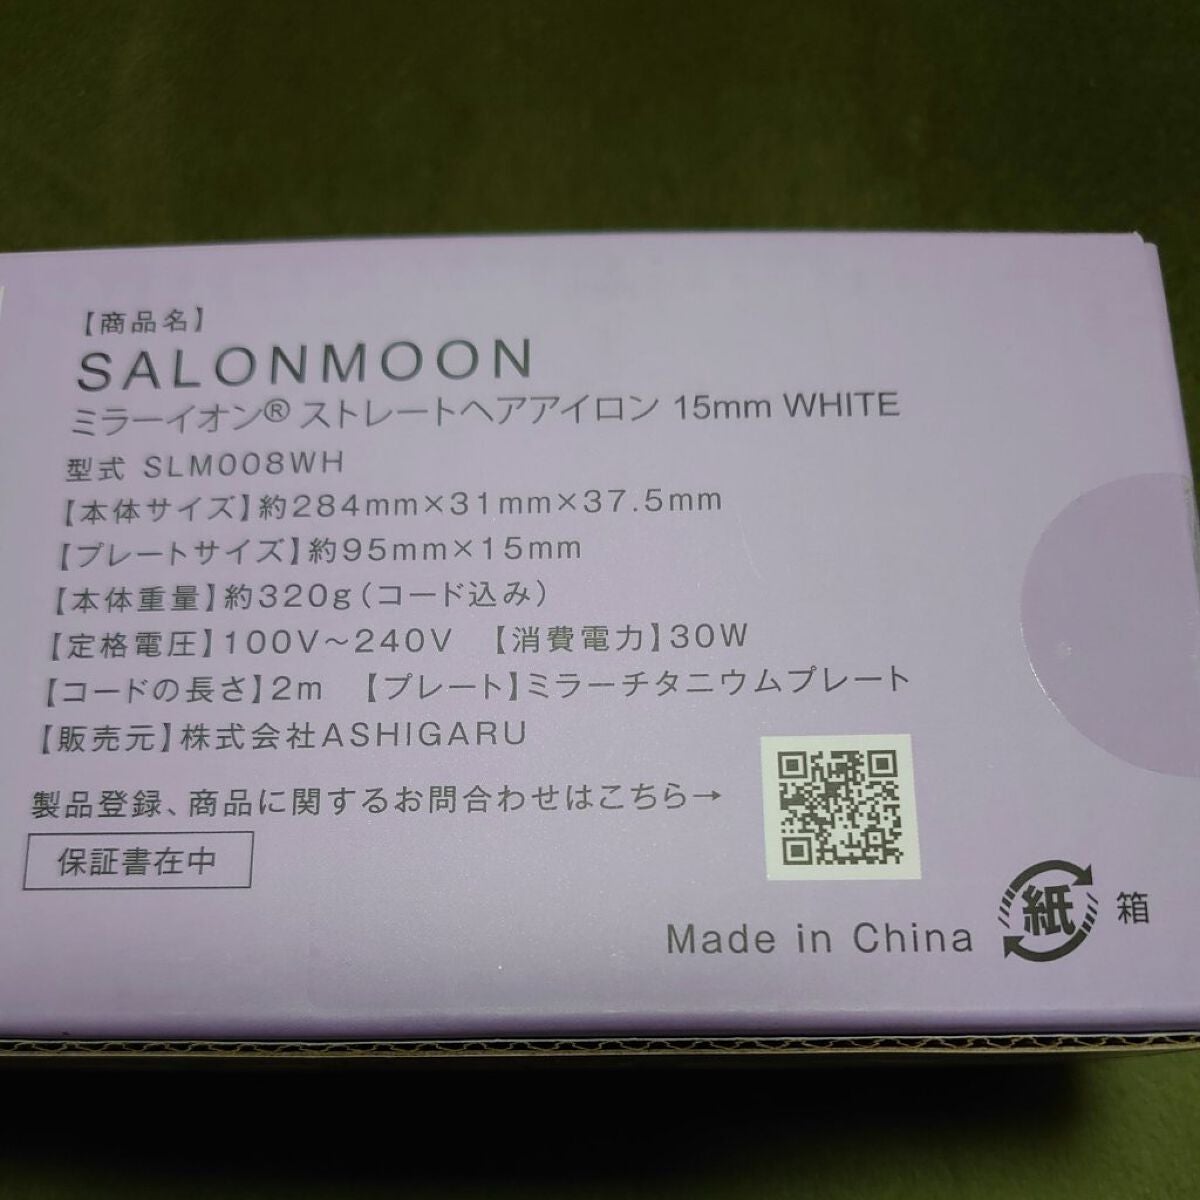 【商品名】
SALONMOON
ミラーイオン® ストレートヘアアイロン 15mm WHITE
型式 SLM008WH
【本体サイズ】約284mm×31mm×37.5mm
【プレートサイズ】約95mm×15mm
【本体重量】約320g(コード込み)
【定格電圧】100V～240V 【消費電力】30W
【コードの長さ】2m 【プレート】ミラーチタニウムプレート
【販売元】株式会社ASHIGARU
製品登録、商品に関するお問合わせはこちら→
保証書在中
Made in China 紙 箱